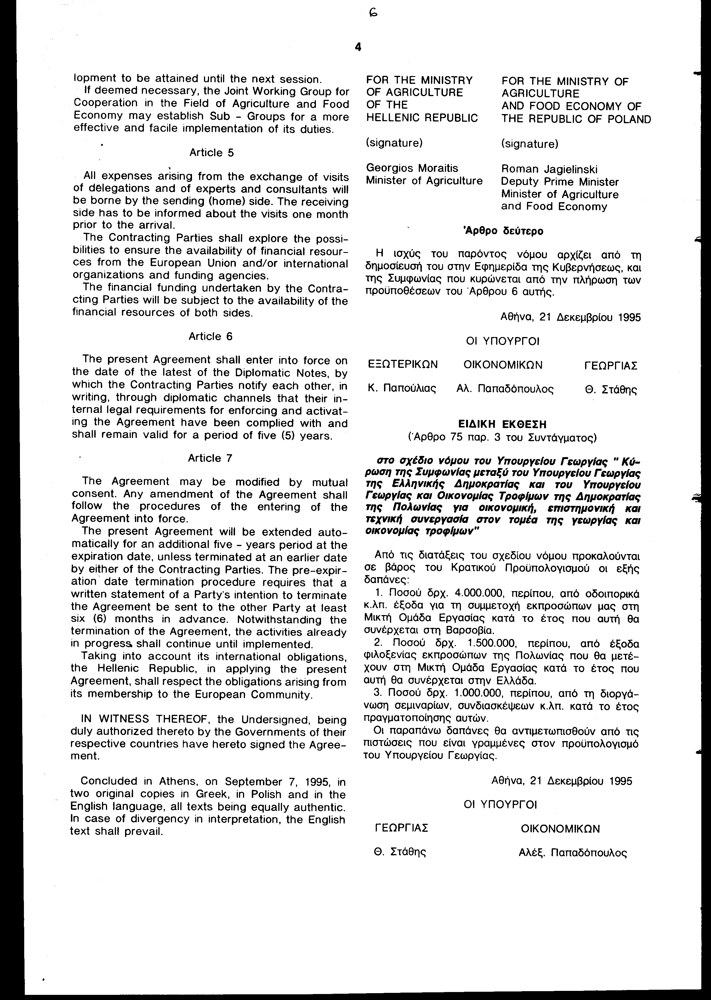 6
4
lopment to be attained until the next session.
If deemed necessary, the Joint Working Group for
Cooperation in the Field of Agriculture and Food
Economy may establish Sub - Groups for a more
effective and facile implementation of its duties.
Article 5
All expenses arising from the exchange of visits
of delegations and of experts and consultants will
be borne by the sending (home) side. The receiving
side has to be informed about the visits one month
prior to the arrival.
The Contracting Parties shall explore the possi-
bilities to ensure the availability of financial resour-
ces from the European Union and/or international
organizations and funding agencies.
The financial funding undertaken by the Contra-
cting Parties will be subject to the availability of the
financial resources of both sides.
Article 6
The present Agreement shall enter into force on
the date of the latest of the Diplomatic Notes, by
which the Contracting Parties notify each other, in
writing, through diplomatic channels that their in-
ternal legal requirements for enforcing and activat-
ing the Agreement have been complied with and
shall remain valid for a period of five (5) years.
Article 7
The Agreement may be modified by mutual
consent. Any amendment of the Agreement shall
follow the procedures of the entering of the
Agreement into force.
The present Agreement will be extended auto-
matically for an additional five - years period at the
expiration date, unless terminated at an earlier date
by either of the Contracting Parties. The pre-expir-
ation date termination procedure requires that a
written statement of a Party's intention to terminate
the Agreement be sent to the other Party at least
six (6) months in advance. Notwithstanding the
termination of the Agreement, the activities already
in progress shall continue until implemented.
Taking into account its international obligations,
the Hellenic Republic, in applying the present
Agreement, shall respect the obligations arising from
its membership to the European Community.
IN WITNESS THEREOF, the Undersigned, being
duly authorized thereto by the Governments of their
respective countries have hereto signed the Agree-
ment.
Concluded in Athens, on September 7, 1995, in
two original copies in Greek, in Polish and in the
English language, all texts being equally authentic.
In case of divergency in interpretation, the English
text shall prevail.
FOR THE MINISTRY
OF AGRICULTURE
OF THE
HELLENIC REPUBLIC
(signature)
Georgios Moraitis
Minister of Agriculture
FOR THE MINISTRY OF
AGRICULTURE
AND FOOD ECONOMY OF
THE REPUBLIC OF POLAND
(signature)
Roman Jagielinski
Deputy Prime Minister
Minister of Agriculture
and Food Economy
Άρθρο δεύτερο
Η ισχύς του παρόντος νόμου αρχίζει από τη
δημοσίευσή του στην Εφημερίδα της Κυβερνήσεως, και
της Συμφωνίας που κυρώνεται από την πλήρωση των
προϋποθέσεων του Άρθρου 6 αυτής.
Αθήνα, 21 Δεκεμβρίου 1995
ΟΙ ΥΠΟΥΡΓΟΙ
ΕΞΩΤΕΡΙΚΩΝ ΟΙΚΟΝΟΜΙΚΩΝ ΓΕΩΡΓΙΑΣ
Κ. Παπούλιας Αλ. Παπαδόπουλος Θ. Στάθης
ΕΙΔΙΚΗ ΕΚΘΕΣΗ
(Άρθρο 75 παρ. 3 του Συντάγματος)
στο σχέδιο νόμου του Υπουργείου Γεωργίας " Κύ-
ρωση της Συμφωνίας μεταξύ του Υπουργείου Γεωργίας
της Ελληνικής Δημοκρατίας και του Υπουργείου
Γεωργίας και Οικονομίας Τροφίμων της Δημοκρατίας
της Πολωνίας για οικονομική, επιστημονική και
τεχνική συνεργασία στον τομέα της γεωργίας και
οικονομίας τροφίμων"
Από τις διατάξεις του σχεδίου νόμου προκαλούνται
σε βάρος του Κρατικού Προϋπολογισμού οι εξής
δαπάνες:
1. Ποσού δρχ. 4.000.000, περίπου, από οδοιπορικά
κ.λπ. έξοδα για τη συμμετοχή εκπροσώπων μας στη
Μικτή Ομάδα Εργασίας κατά το έτος που αυτή θα
συνέρχεται στη Βαρσοβία.
2. Ποσού δρχ. 1.500.000, περίπου, από έξοδα
φιλοξενίας εκπροσώπων της Πολωνίας που θα μετέ-
χουν στη Μικτή Ομάδα Εργασίας κατά το έτος που
αυτή θα συνέρχεται στην Ελλάδα.
3. Ποσού δρχ. 1.000.000, περίπου, από τη διοργά-
νωση σεμιναρίων, συνδιασκέψεων κ.λπ. κατά το έτος
πραγματοποίησης αυτών.
Οι παραπάνω δαπάνες θα αντιμετωπισθούν από τις
πιστώσεις που είναι γραμμένες στον προϋπολογισμό
του Υπουργείου Γεωργίας.
Αθήνα, 21 Δεκεμβρίου 1995
ΟΙ ΥΠΟΥΡΓΟΙ
ΓΕΩΡΓΙΑΣ ΟΙΚΟΝΟΜΙΚΩΝ
Θ. Στάθης Αλέξ. Παπαδόπουλος